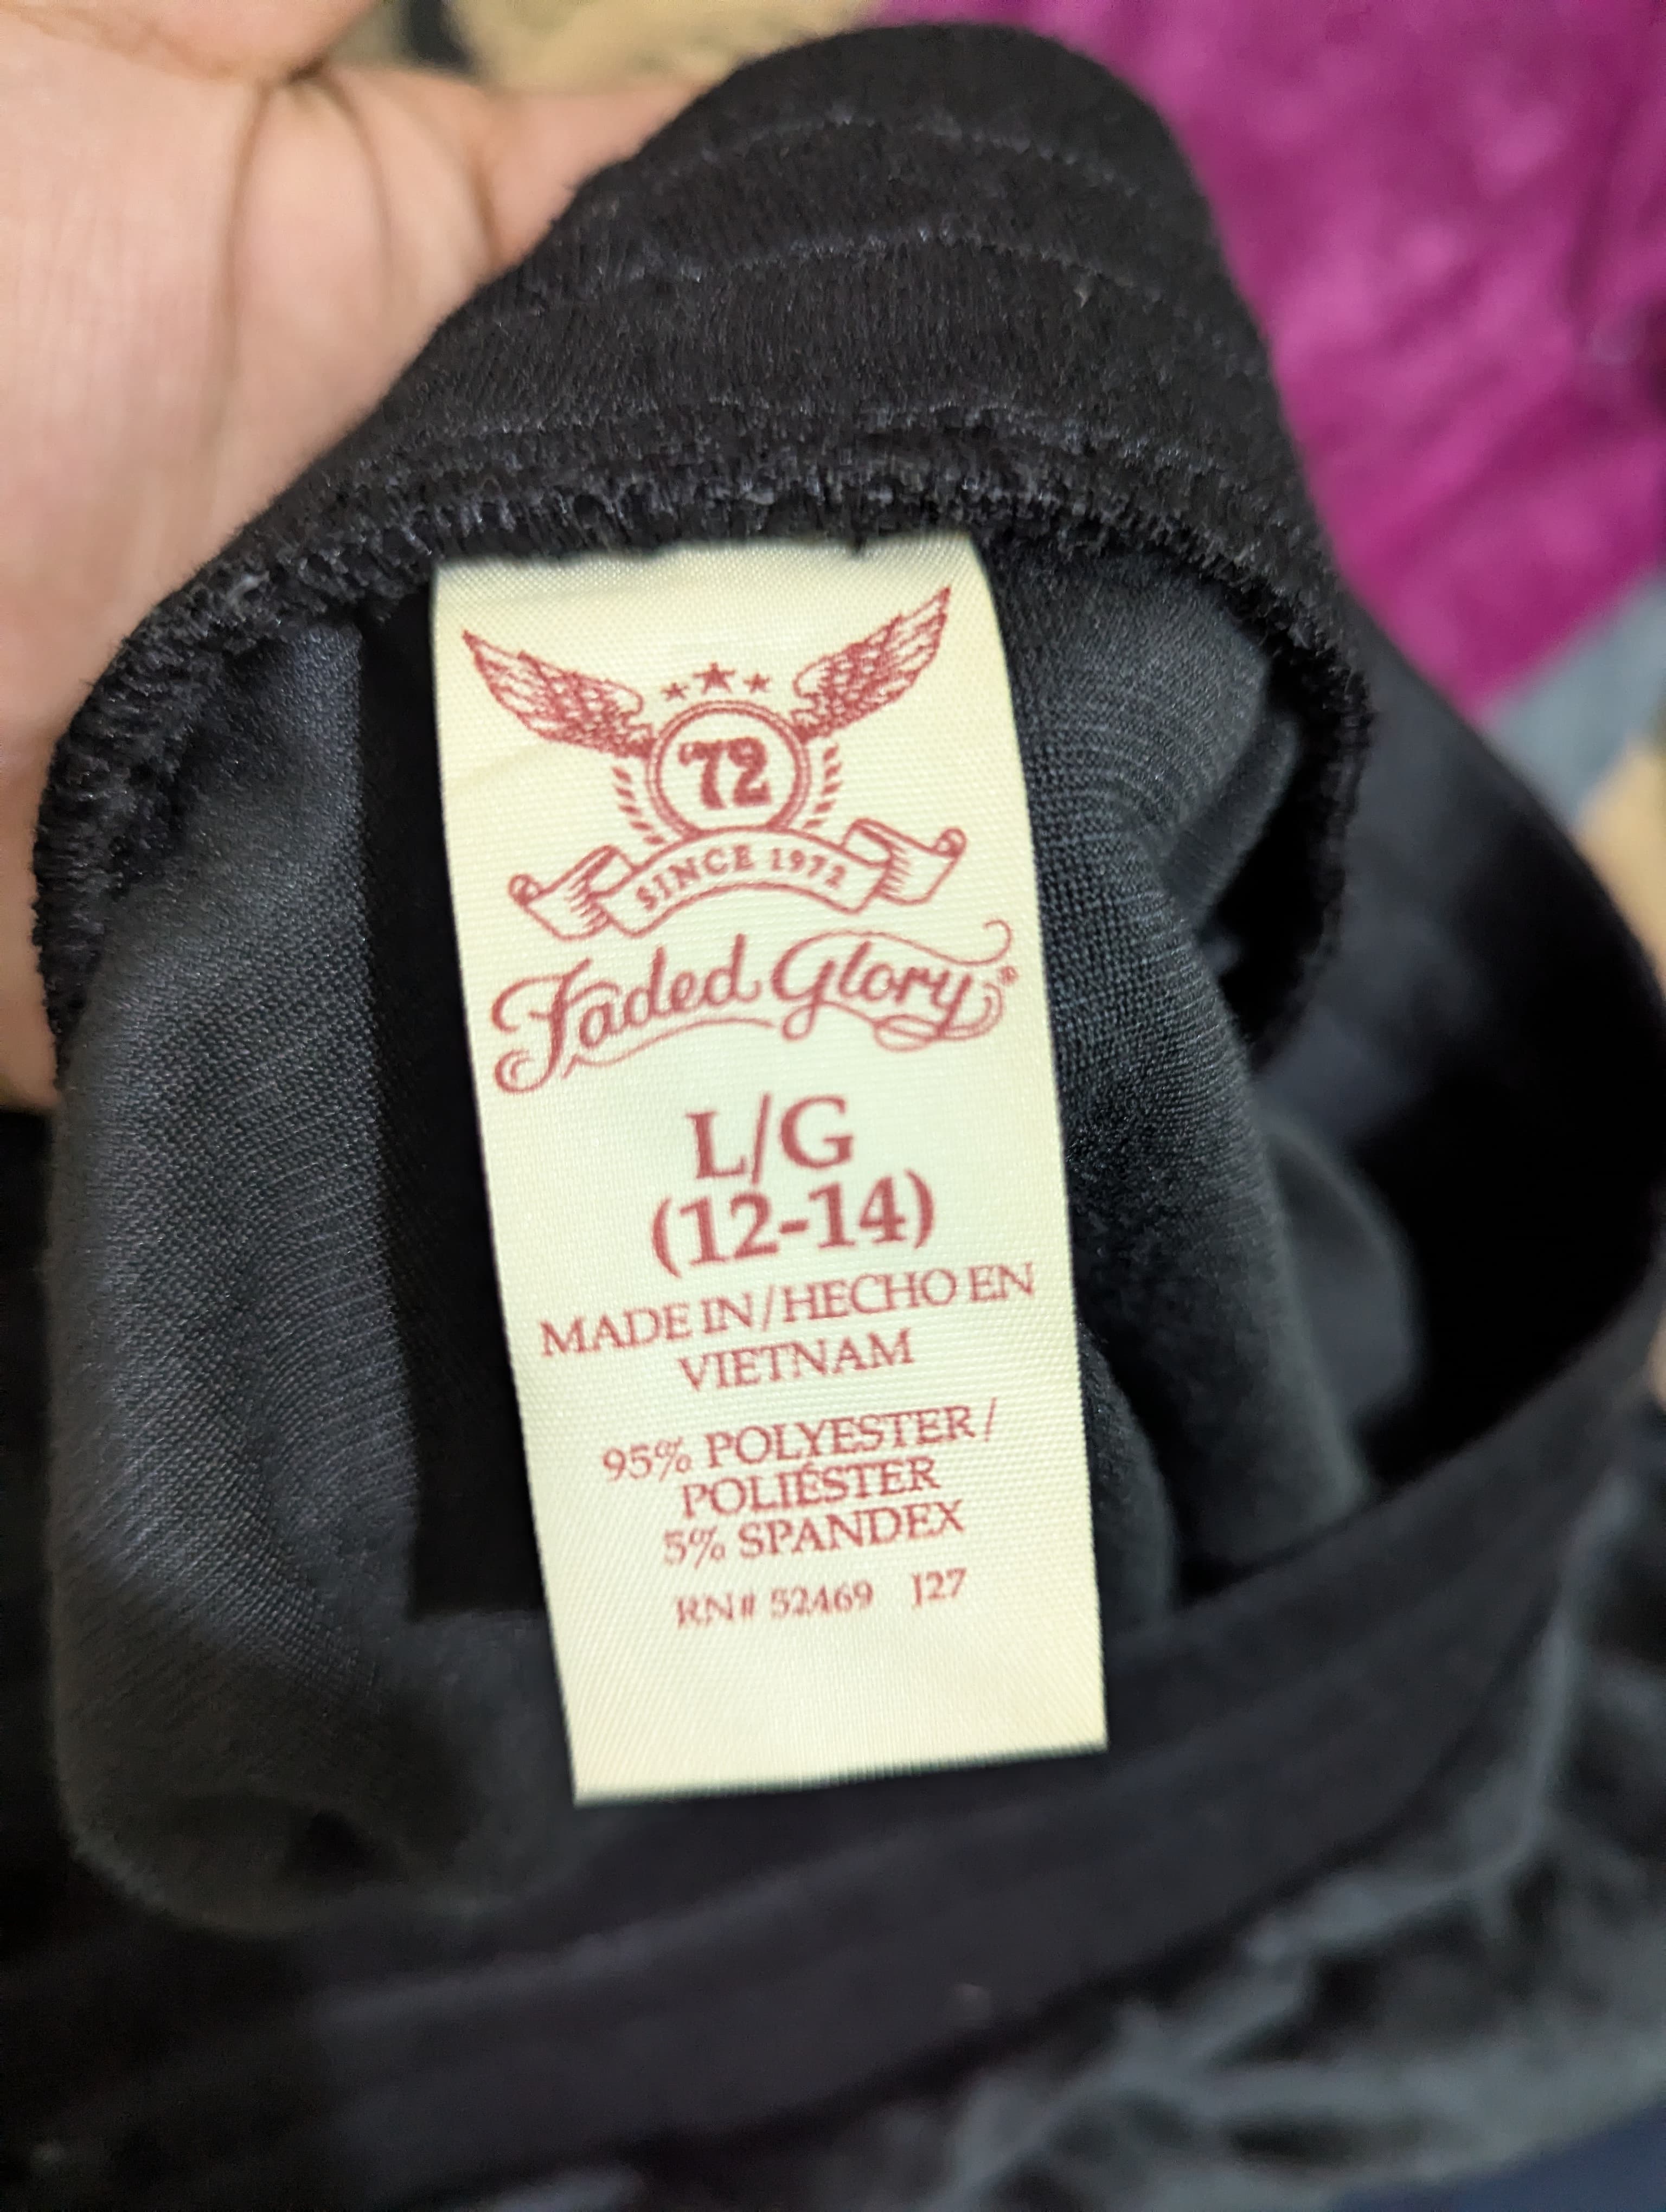 '72
SINCE 1972
Faded Glory®
L/G
(12-14)
MADE IN/HECHO EN
VIETNAM
95% POLYESTER/
POLIÉSTER
5% SPANDEX
RN# 52469 J27